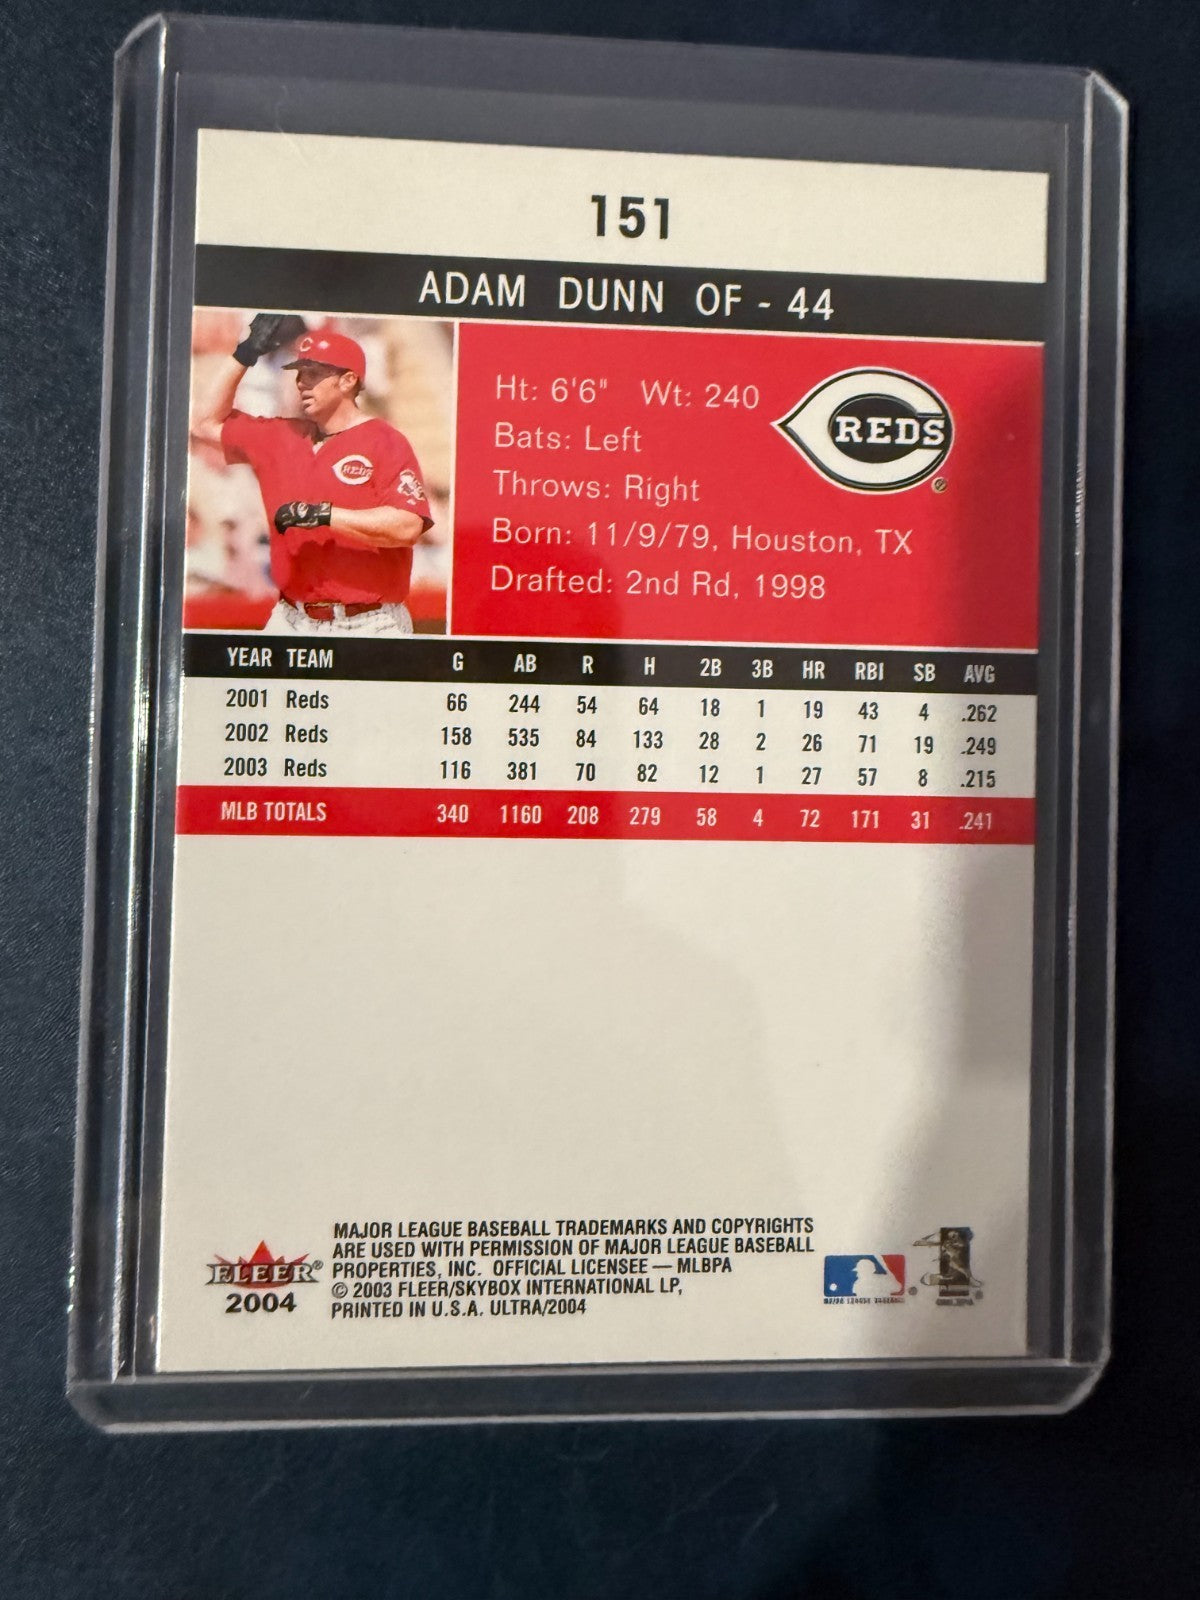 151
ADAM DUNN OF - 44
Ht: 6'6" Wt: 240
Bats: Left
Throws: Right
Born: 11/9/79, Houston, TX
Drafted: 2nd Rd, 1998
REDS ®
C
REDS
YEAR TEAM G AB R H 2B 3B HR RBI SB AVG
2001 Reds 66 244 54 64 18 1 19 43 4 .262
2002 Reds 158 535 84 133 28 2 26 71 19 .249
2003 Reds 116 381 70 82 12 1 27 57 8 .215
MLB TOTALS 340 1160 208 279 58 4 72 171 31 .241
FLEER®
2004
MAJOR LEAGUE BASEBALL TRADEMARKS AND COPYRIGHTS
ARE USED WITH PERMISSION OF MAJOR LEAGUE BASEBALL
PROPERTIES, INC. OFFICIAL LICENSEE — MLBPA
© 2003 FLEER/SKYBOX INTERNATIONAL LP,
PRINTED IN U.S.A. ULTRA/2004
MAJOR LEAGUE BASEBALL ®